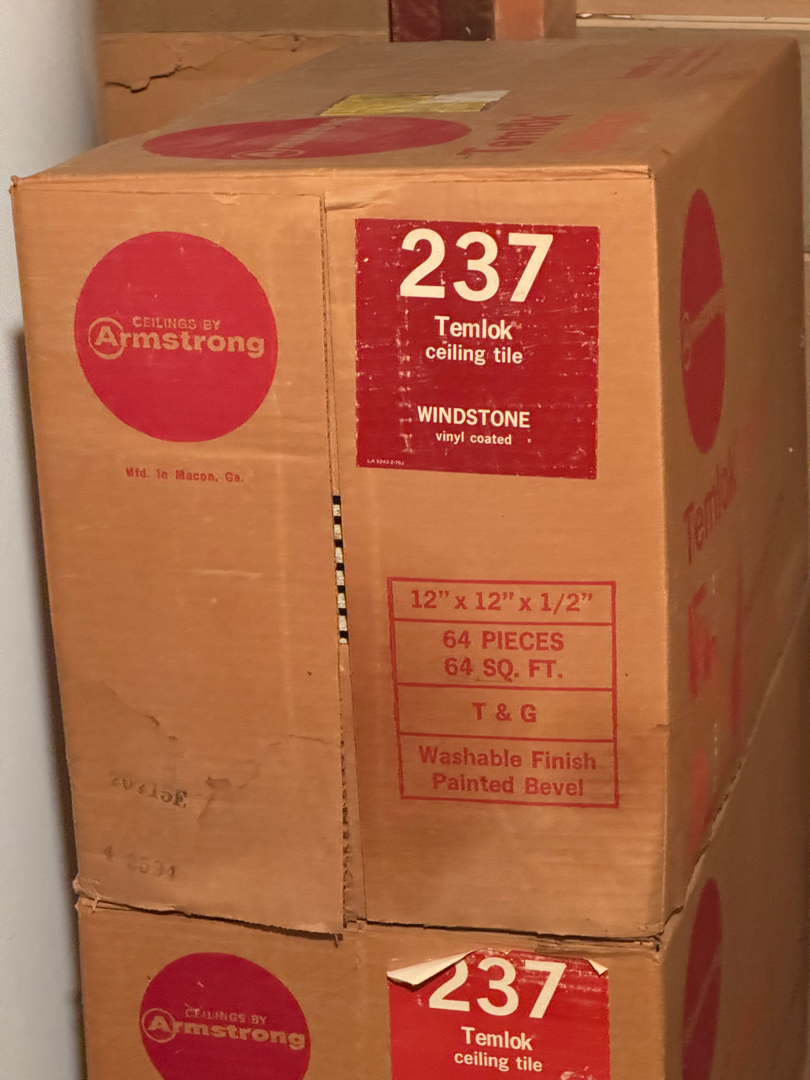 Temlok
CEILINGS BY
Armstrong
Mfd. in Macon, Ga.
237
Temlok
ceiling tile
WINDSTONE
vinyl coated
12" x 12" x 1/2"
64 PIECES
64 SQ. FT.
T & G
Washable Finish
Painted Bevel
Temlok
CEILINGS BY
Armstrong
237
Temlok
ceiling tile